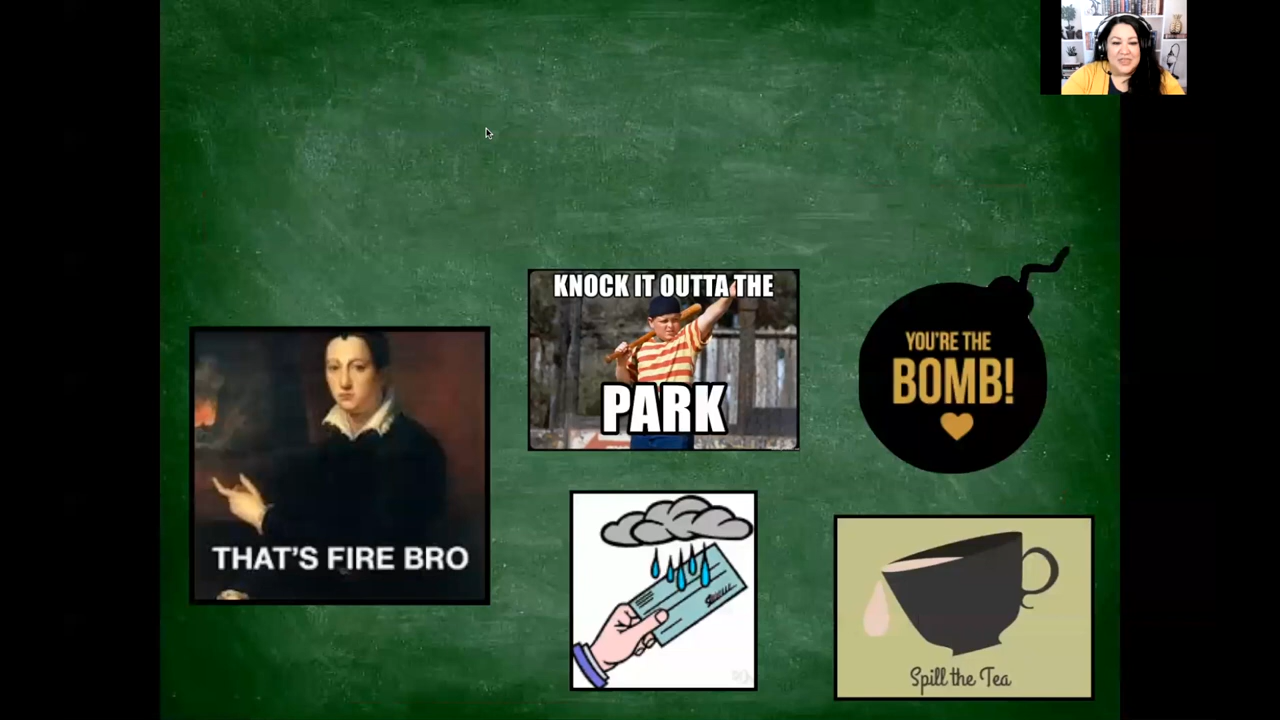 KNOCK IT OUTTA THE
PARK
YOU'RE THE
BOMB!
THAT'S FIRE BRO
Spill the Tea